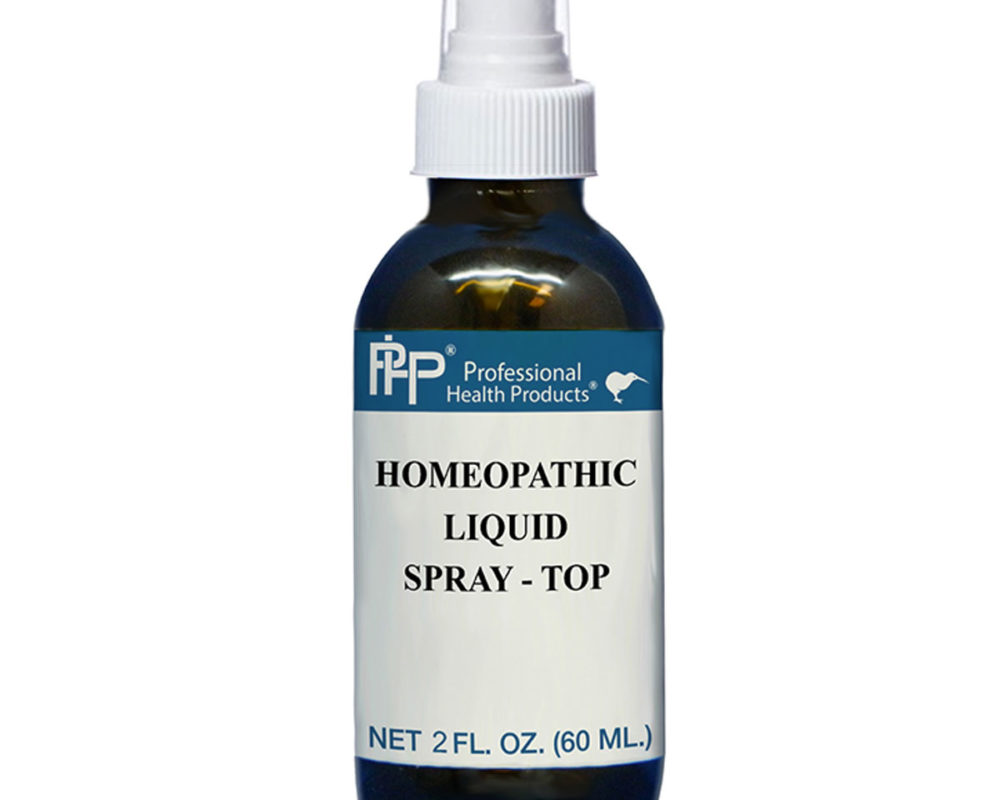 PHP®
Professional
Health Products®
HOMEOPATHIC
LIQUID
SPRAY - TOP
NET 2 FL. OZ. (60 ML.)